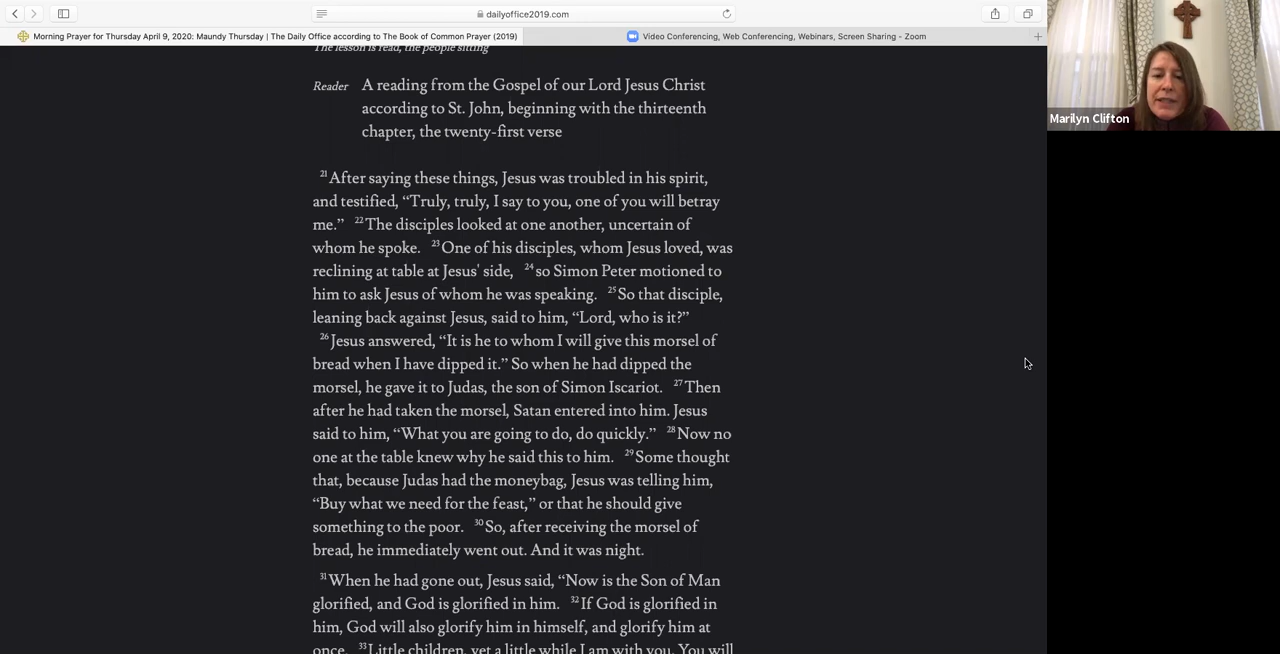 dailyoffice2019.com
Morning Prayer for Thursday April 9, 2020: Maundy Thursday | The Daily Office according to The Book of Common Prayer (2019)
Video Conferencing, Web Conferencing, Webinars, Screen Sharing - Zoom
The lesson is read, the people sitting
Reader A reading from the Gospel of our Lord Jesus Christ
according to St. John, beginning with the thirteenth
chapter, the twenty-first verse
21 After saying these things, Jesus was troubled in his spirit,
and testified, “Truly, truly, I say to you, one of you will betray
me.” 22 The disciples looked at one another, uncertain of
whom he spoke. 23 One of his disciples, whom Jesus loved, was
reclining at table at Jesus' side, 24 so Simon Peter motioned to
him to ask Jesus of whom he was speaking. 25 So that disciple,
leaning back against Jesus, said to him, “Lord, who is it?”
26 Jesus answered, “It is he to whom I will give this morsel of
bread when I have dipped it.” So when he had dipped the
morsel, he gave it to Judas, the son of Simon Iscariot. 27 Then
after he had taken the morsel, Satan entered into him. Jesus
said to him, “What you are going to do, do quickly.” 28 Now no
one at the table knew why he said this to him. 29 Some thought
that, because Judas had the moneybag, Jesus was telling him,
“Buy what we need for the feast,” or that he should give
something to the poor. 30 So, after receiving the morsel of
bread, he immediately went out. And it was night.
31 When he had gone out, Jesus said, “Now is the Son of Man
glorified, and God is glorified in him. 32 If God is glorified in
him, God will also glorify him in himself, and glorify him at
once. 33 Little children, yet a little while I am with you. You will
Marilyn Clifton